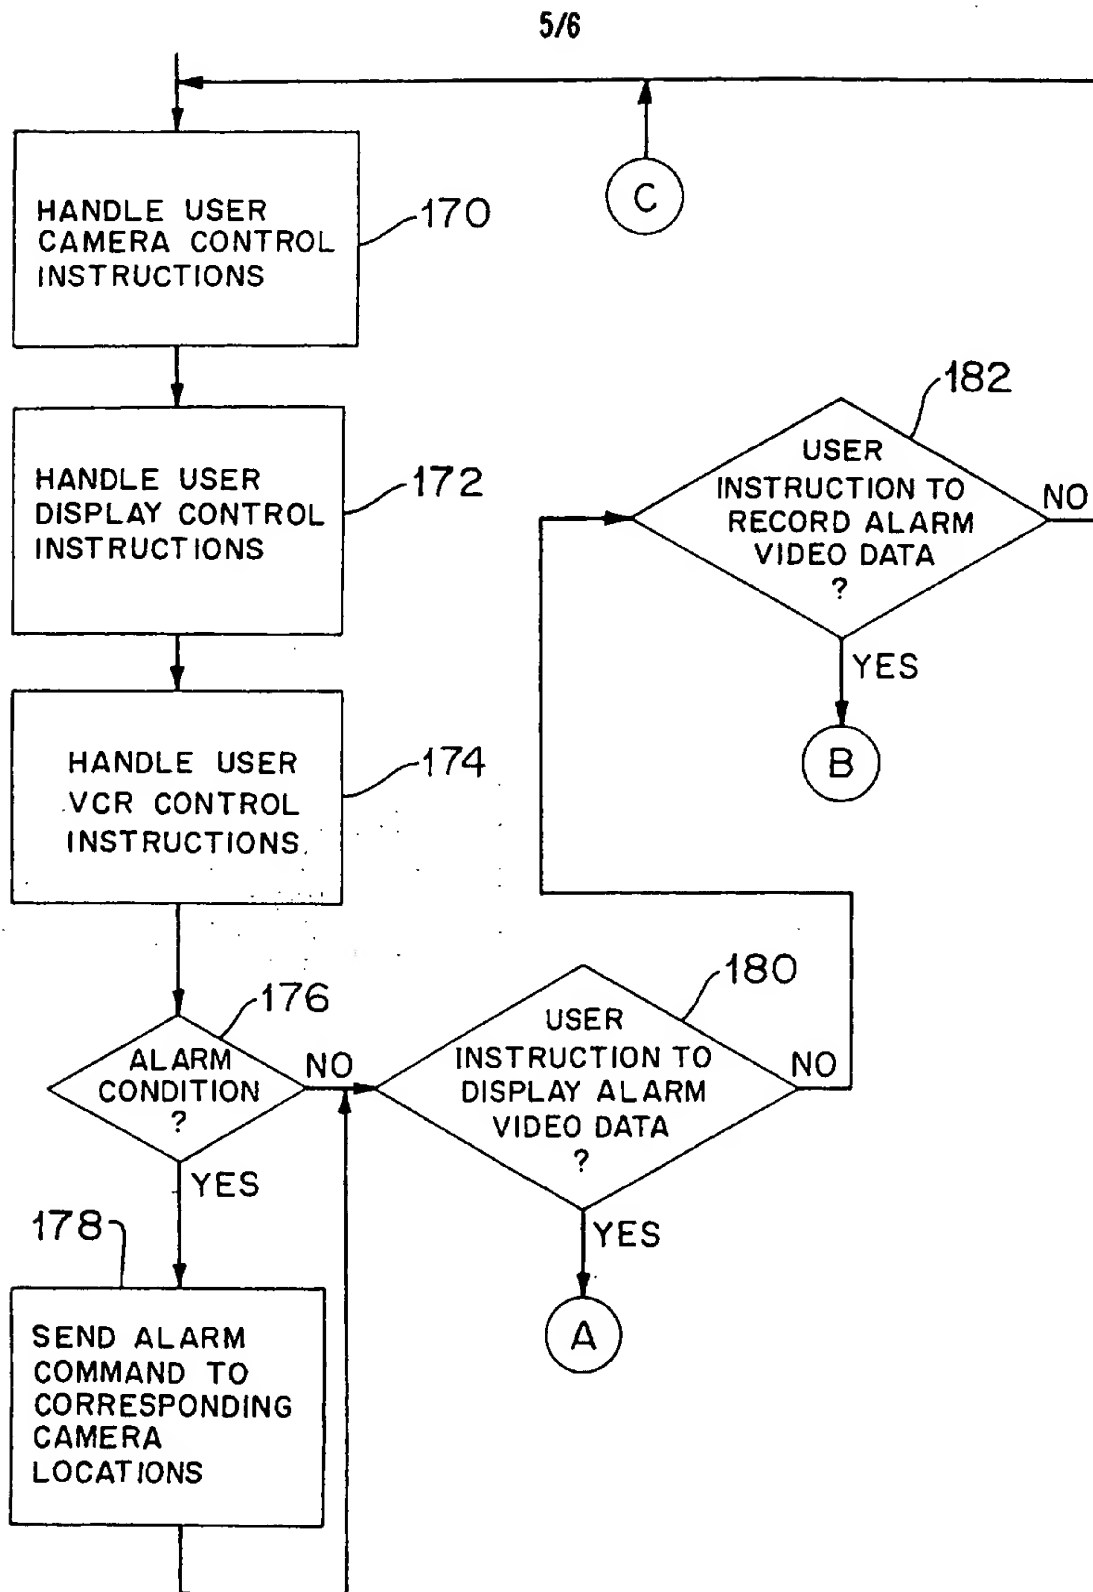 5/6
C
HANDLE USER
CAMERA CONTROL
INSTRUCTIONS
170
HANDLE USER
DISPLAY CONTROL
INSTRUCTIONS
172
182
USER
INSTRUCTION TO
RECORD ALARM
VIDEO DATA
?
NO
YES
B
HANDLE USER
VCR CONTROL
INSTRUCTIONS
174
176
ALARM
CONDITION
?
NO
YES
180
USER
INSTRUCTION TO
DISPLAY ALARM
VIDEO DATA
?
NO
YES
A
178
SEND ALARM
COMMAND TO
CORRESPONDING
CAMERA
LOCATIONS